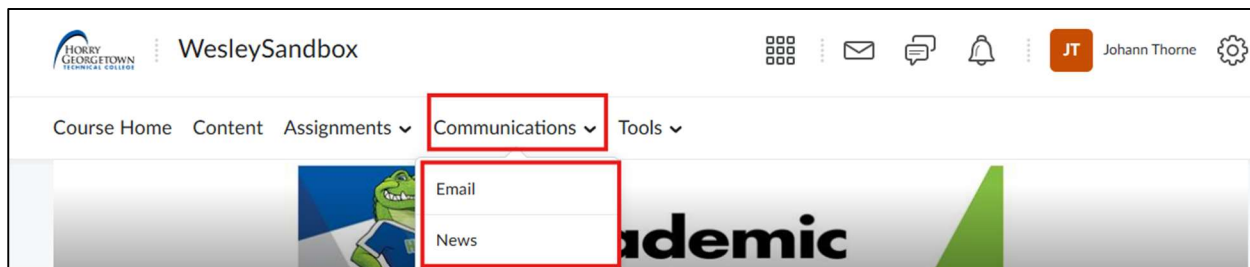 HORRY
GEORGETOWN
TECHNICAL COLLEGE
WesleySandbox
JT
Johann Thorne
Course Home Content Assignments Communications Tools
Email
News
ademic